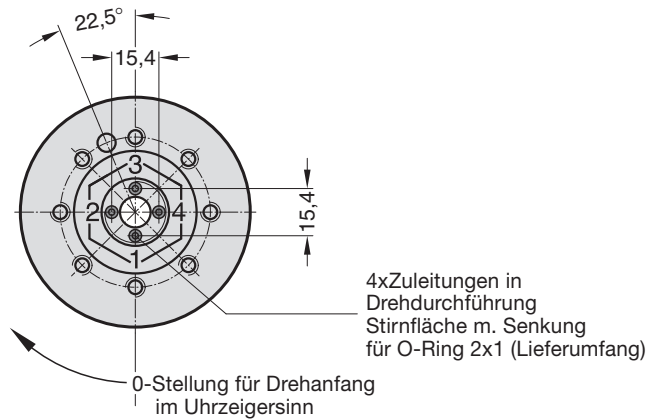 22,5°
15,4
3
2
4
15,4
1
4xZuleitungen in
Drehdurchführung
Stirnfläche m. Senkung
für O-Ring 2x1 (Lieferumfang)
0-Stellung für Drehanfang
im Uhrzeigersinn